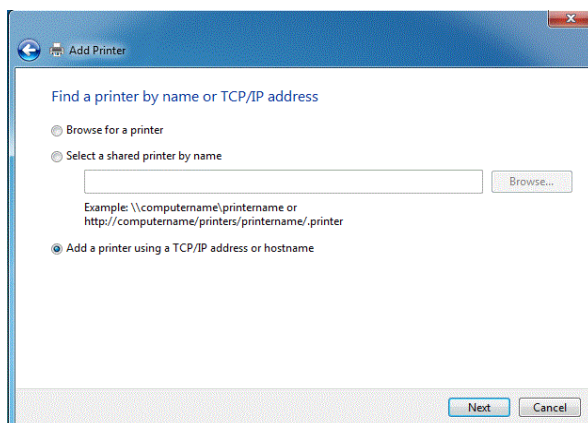 Add Printer
Find a printer by name or TCP/IP address
Browse for a printer
Select a shared printer by name
Browse...
Example: \\computername\printername or
http://computername/printers/printername/.printer
Add a printer using a TCP/IP address or hostname
Next Cancel